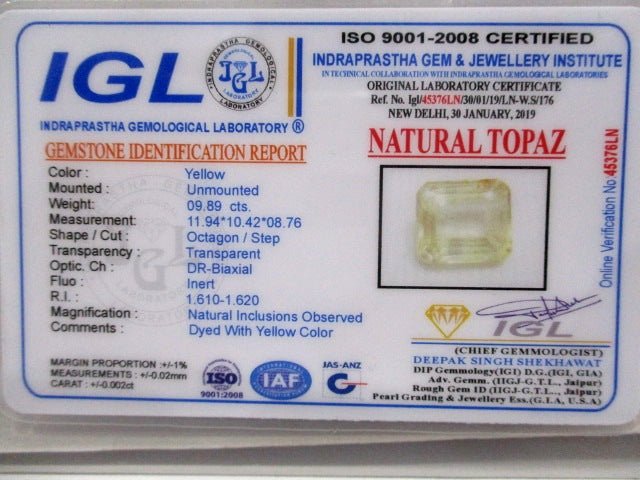 IGL
INDRAPRASTHA GEMOLOGICAL LABORATORY
JGL
INDRAPRASTHA GEMOLOGICAL LABORATORY ®
GEMSTONE IDENTIFICATION REPORT
Color : Yellow
Mounted : Unmounted
Weight: 09.89 cts.
Measurement: 11.94*10.42*08.76
Shape / Cut : Octagon / Step
Transparency : Transparent
Optic. Ch : DR-Biaxial
Fluo : Inert
R.I. : 1.610-1.620
Magnification : Natural Inclusions Observed
Comments : Dyed With Yellow Color
MARGIN PROPORTION :+/-1%
MEASUREMENTS : +/-0.02mm
CARAT : +/-0.002ct
ISO
9001:2008
IAF
JAS-ANZ
ISO 9001-2008 CERTIFIED
INDRAPRASTHA GEM & JEWELLERY INSTITUTE
IN TECHNICAL COLLABORATION WITH INDRAPRASTHA GEMOLOGICAL LABORATORIES
ORIGINAL LABORATORY CERTIFICATE
Ref. No. Igl/45376LN/30/01/19/LN-W.S/176
NEW DELHI, 30 JANUARY, 2019
NATURAL TOPAZ
Online Verification No.45376LN
IGL
(CHIEF GEMMOLOGIST)
DEEPAK SINGH SHEKHAWAT
DIP Gemmology(IGI) D.G.(IGI, GIA)
Adv. Gemm. (IIGJ-G.T.L., Jaipur)
Rough Gem ID (IIGJ-G.T.L., Jaipur)
Pearl Grading & Jewellery Ess.(G.I.A, U.S.A)